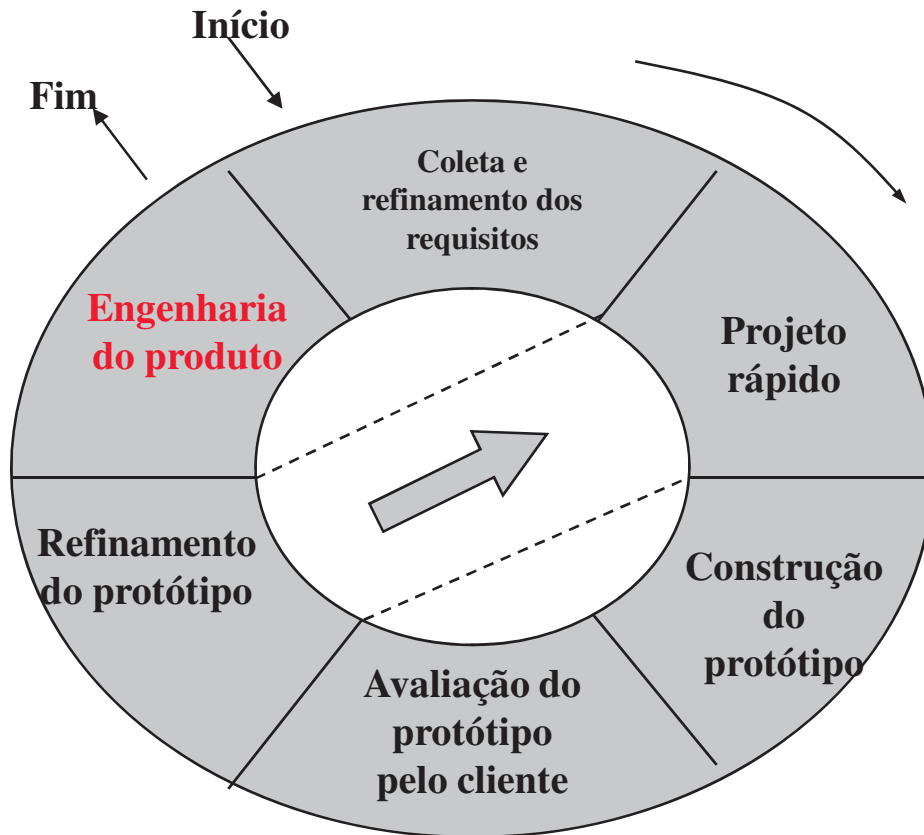 Início
Fim
Coleta e
refinamento dos
requisitos
Projeto
rápido
Construção
do
protótipo
Avaliação do
protótipo
pelo cliente
Refinamento
do protótipo
Engenharia
do produto